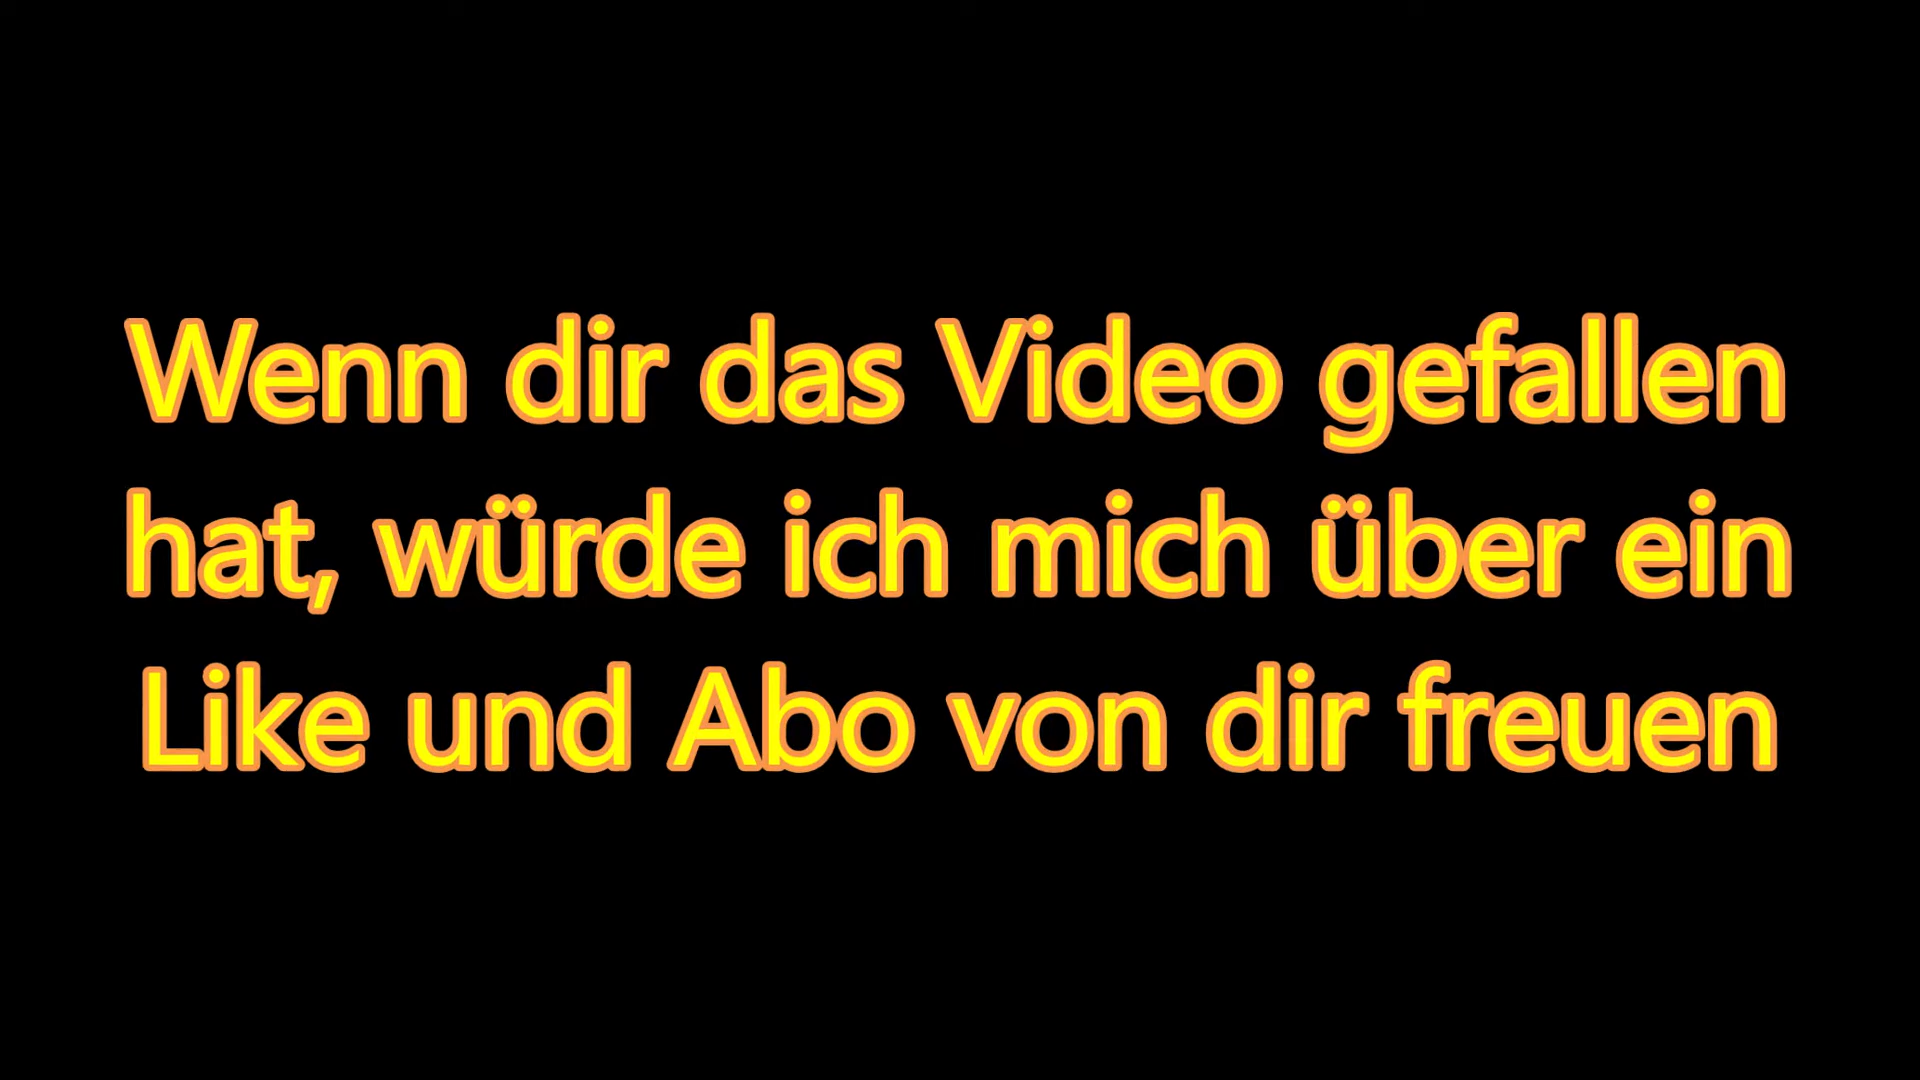 Wenn dir das Video gefallen
hat, würde ich mich über ein
Like und Abo von dir freuen